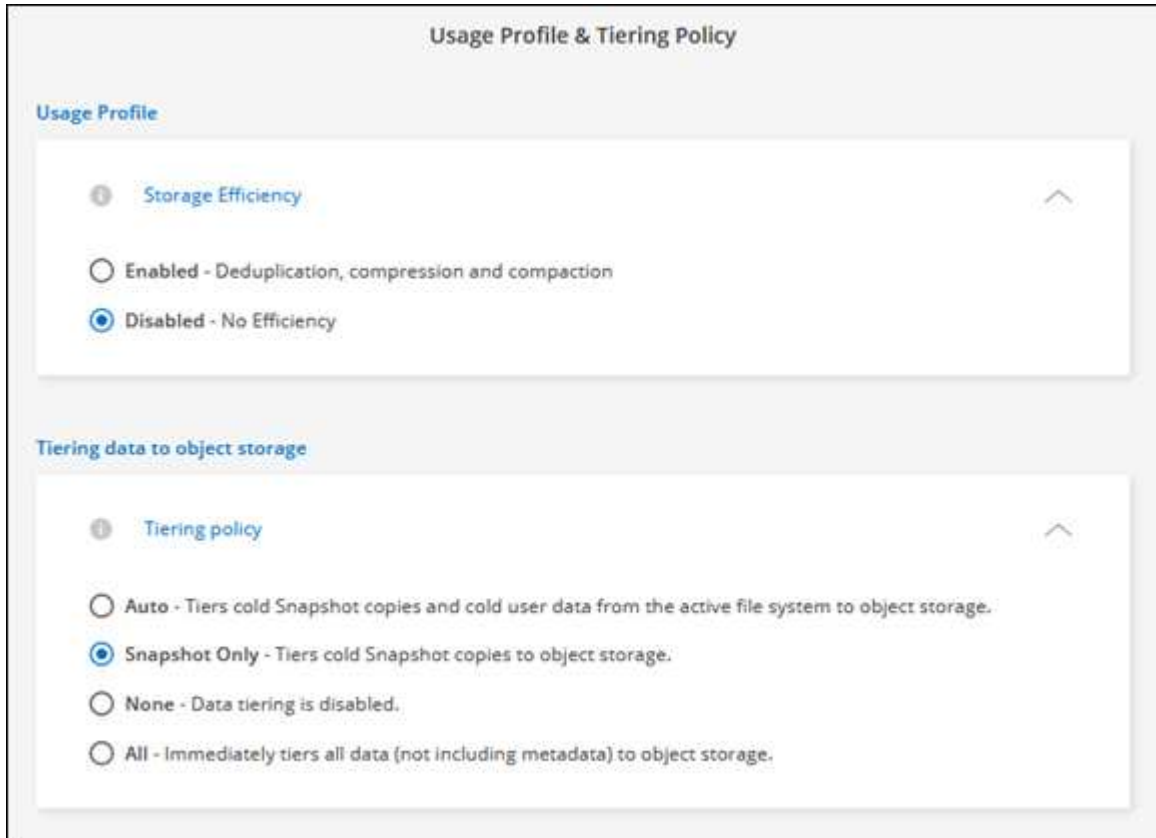 Usage Profile & Tiering Policy
Usage Profile
Storage Efficiency
Enabled - Deduplication, compression and compaction
Disabled - No Efficiency
Tiering data to object storage
Tiering policy
Auto - Tiers cold Snapshot copies and cold user data from the active file system to object storage.
Snapshot Only - Tiers cold Snapshot copies to object storage.
None - Data tiering is disabled.
All - Immediately tiers all data (not including metadata) to object storage.